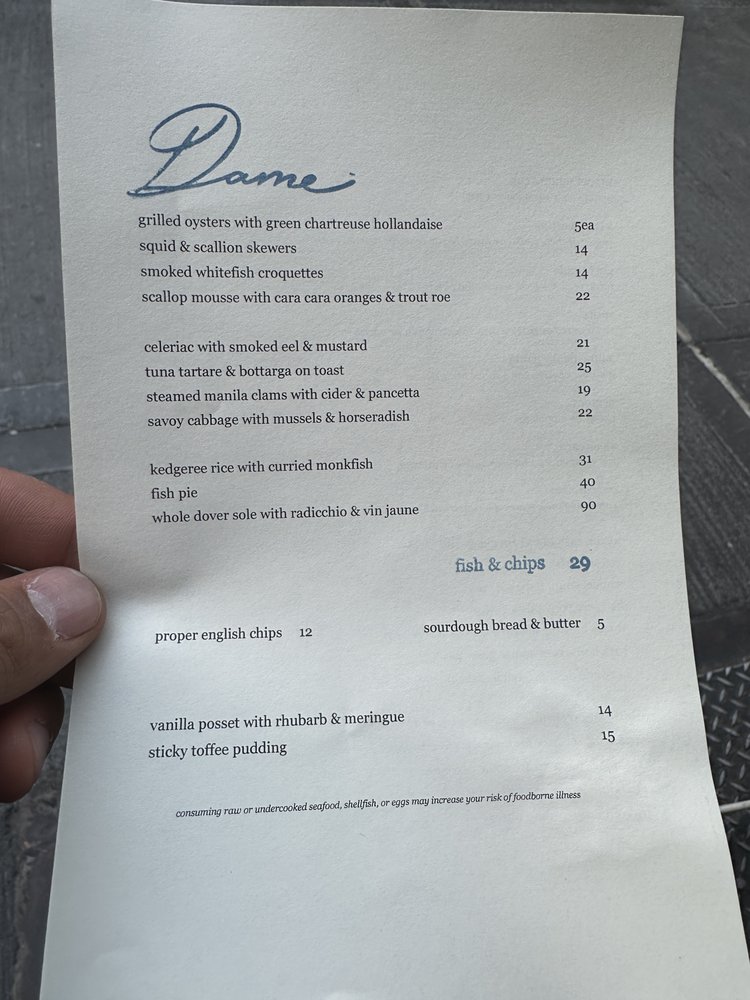 Dame
grilled oysters with green chartreuse hollandaise 5ea
squid & scallion skewers 14
smoked whitefish croquettes 14
scallop mousse with cara cara oranges & trout roe 22
celeriac with smoked eel & mustard 21
tuna tartare & bottarga on toast 25
steamed manila clams with cider & pancetta 19
savoy cabbage with mussels & horseradish 22
kedgeree rice with curried monkfish 31
fish pie 40
whole dover sole with radicchio & vin jaune 90
fish & chips 29
proper english chips 12 sourdough bread & butter 5
vanilla posset with rhubarb & meringue 14
sticky toffee pudding 15
consuming raw or undercooked seafood, shellfish, or eggs may increase your risk of foodborne illness